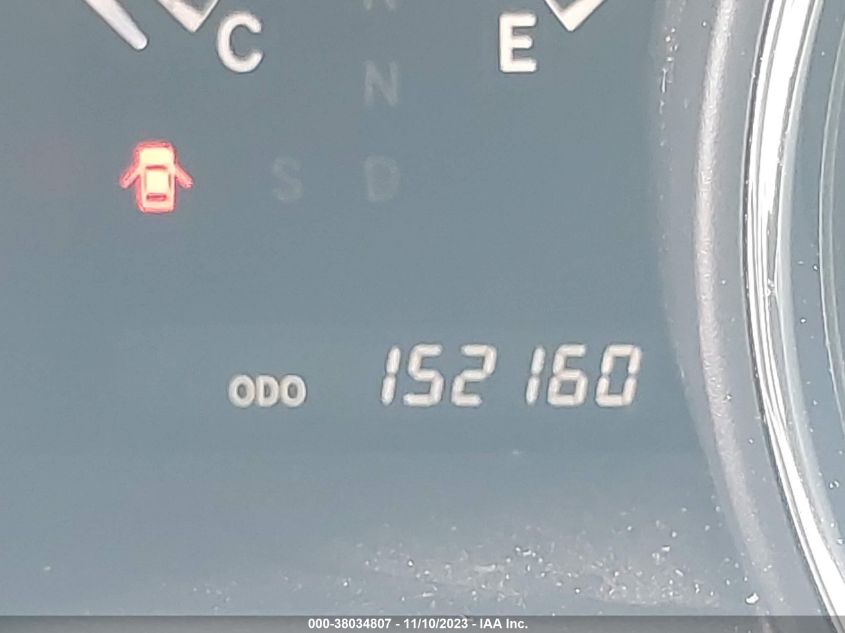 C E
N
S D
ODO 152160
000-38034807 - 11/10/2023 - IAA Inc.